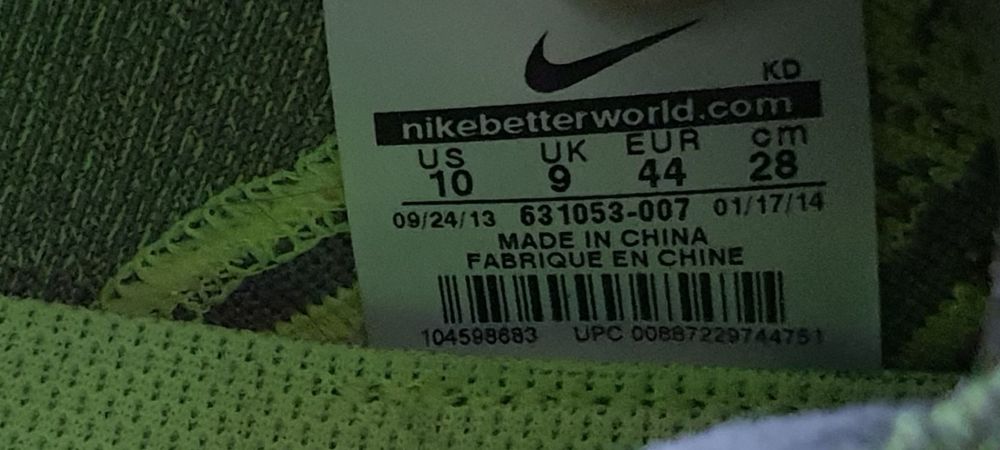 KD
nikebetterworld.com
US UK EUR cm
10 9 44 28
09/24/13 631053-007 01/17/14
MADE IN CHINA
FABRIQUE EN CHINE
104598683 UPC 00887229744751